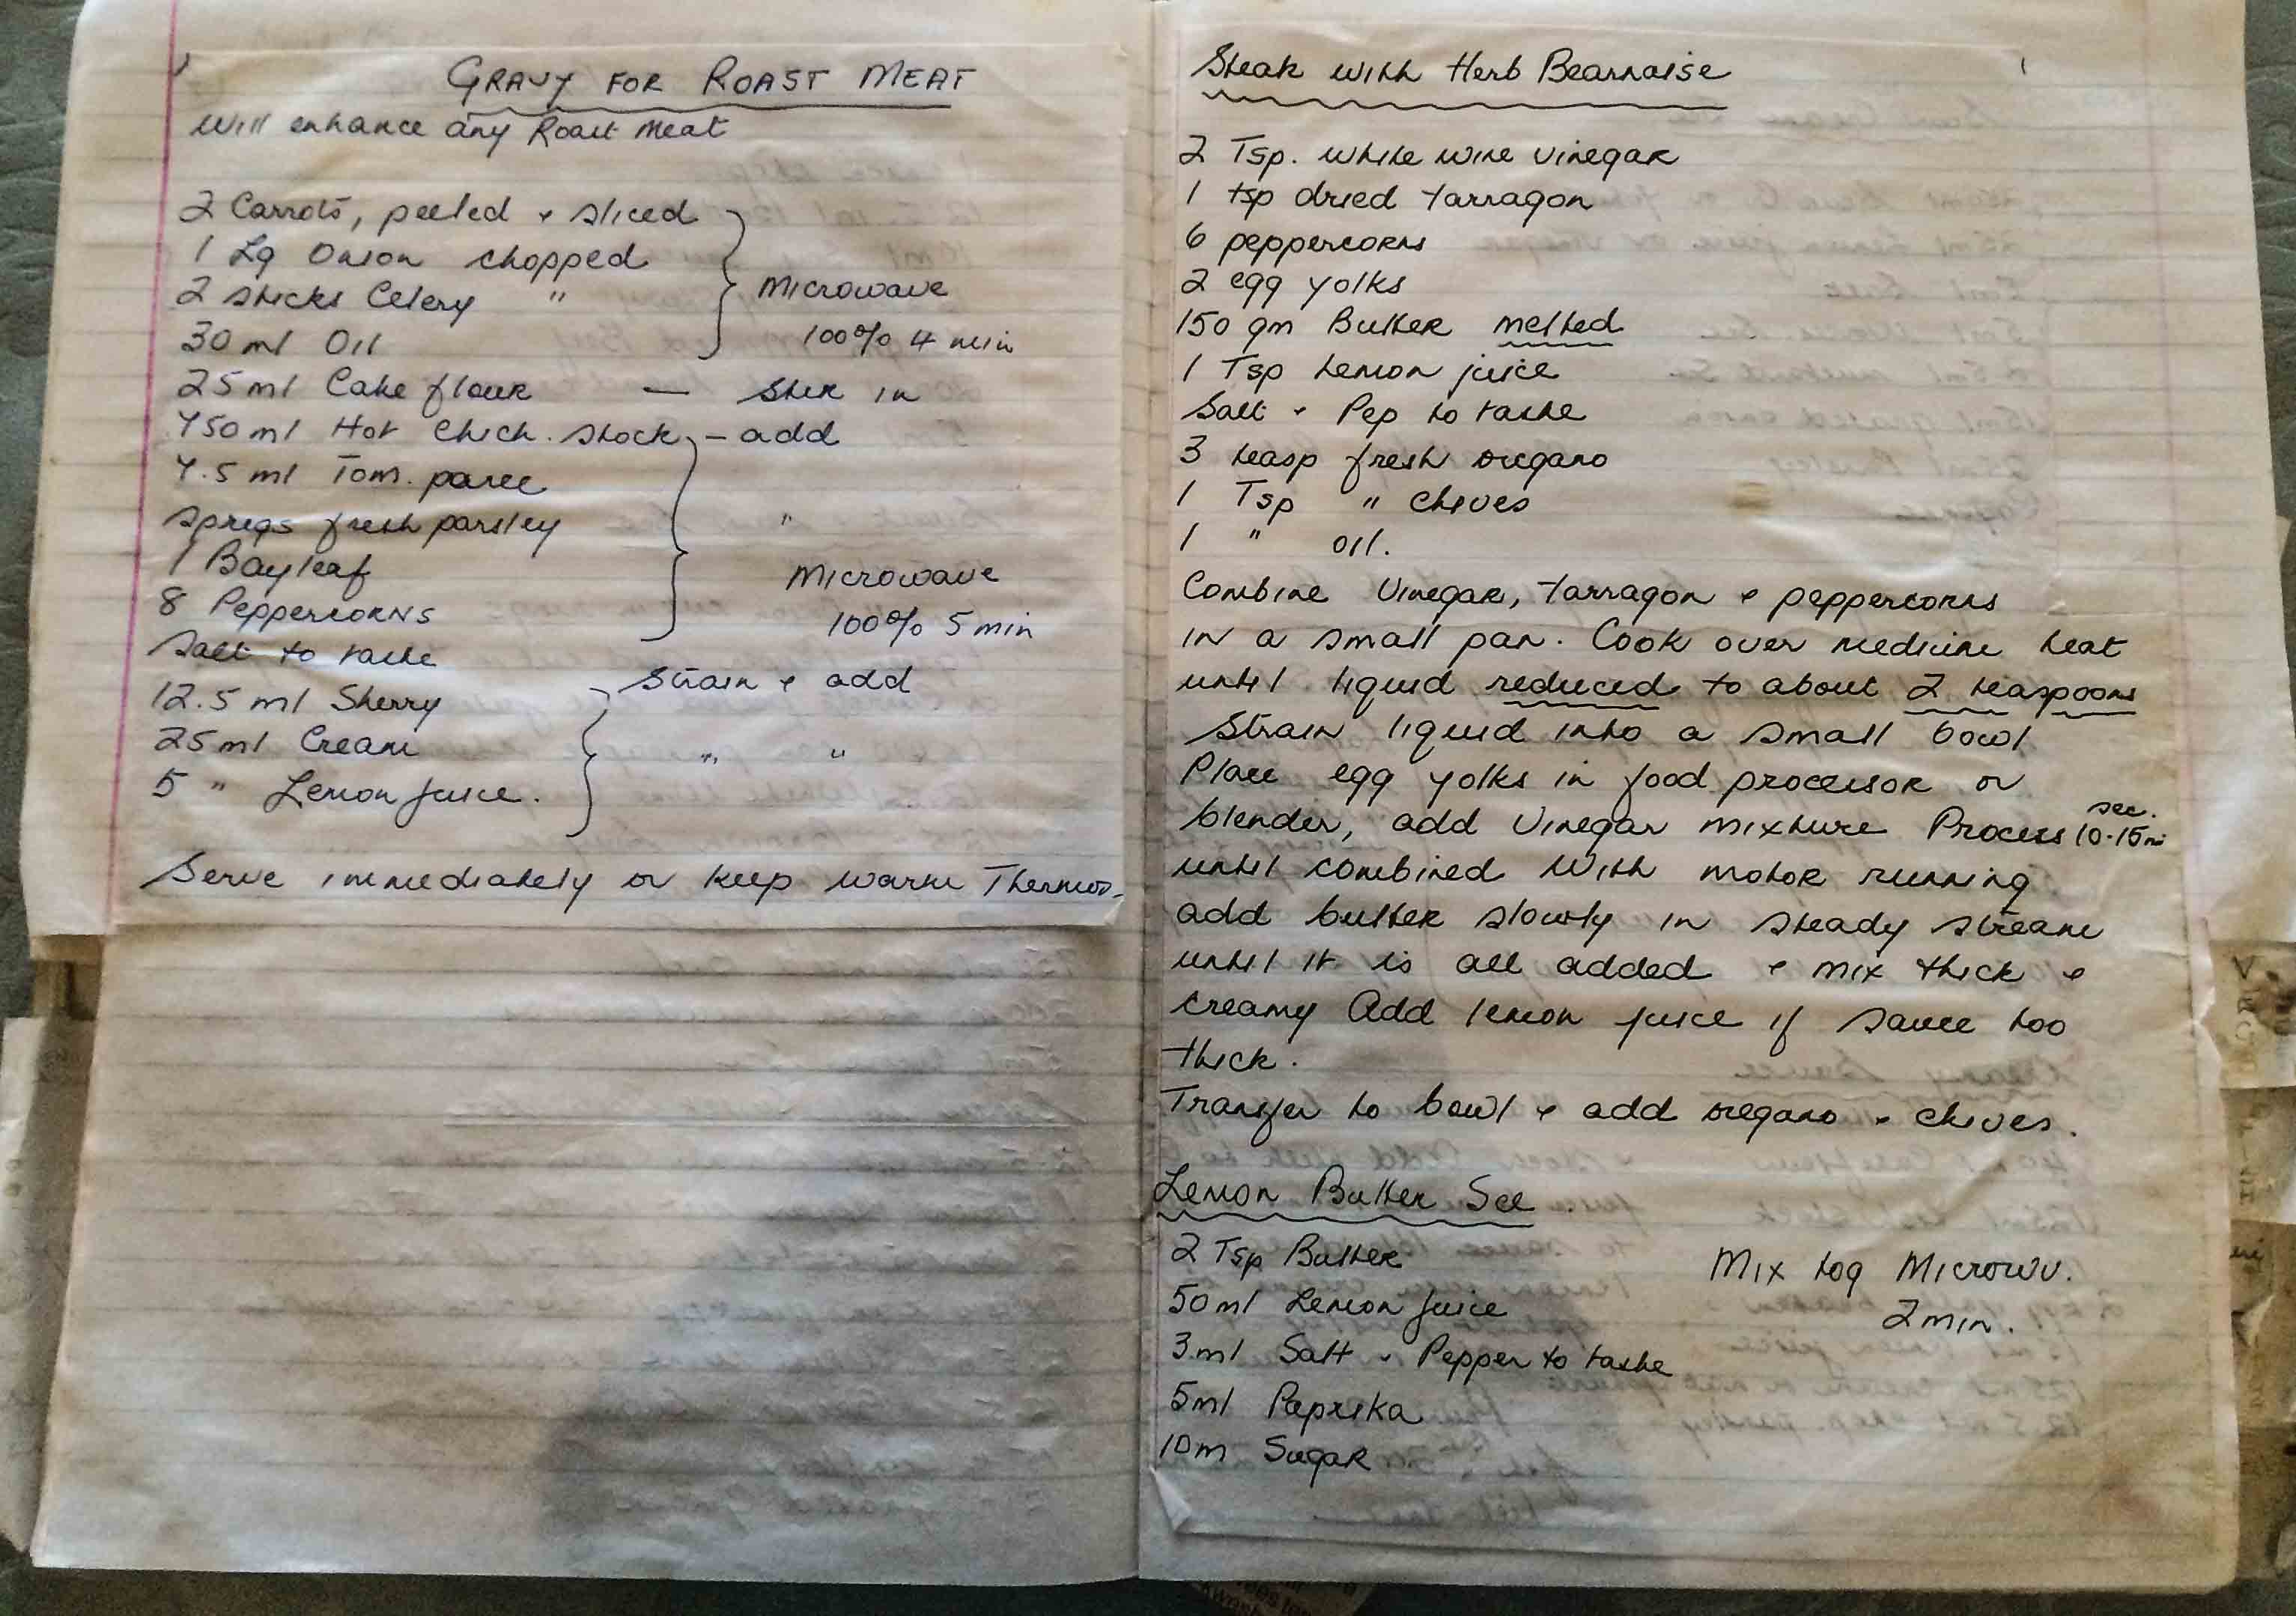 GRAVY FOR ROAST MEAT
Will enhance any Roast Meat
2 Carrots, peeled + sliced
1 Lg Onion chopped
2 sticks Celery "
30 ml Oil
Microwave
100% 4 min
25 ml Cake flour — Stir in
750 ml Hot Chick. Stock – add
7.5 ml Tom. puree
sprigs fresh parsley "
1 Bayleaf
8 Peppercorns
Microwave
100% 5 min
Salt to taste
Strain + add
12.5 ml Sherry
25 ml Cream " "
5 " Lemon juice.
Serve immediately or keep warm Thermos.
Steak with Herb Bearnaise
2 Tsp. white wine vinegar
1 tsp dried tarragon
6 peppercorns
2 egg yolks
150 gm Butter melted
1 Tsp Lemon juice
Salt + Pep to taste
3 teasp fresh oregano
1 Tsp " Chives
1 " oil.
Combine Vinegar, tarragon + peppercorns
in a small pan. Cook over medium heat
until liquid reduced to about 2 teaspoons
Strain liquid into a small bowl
Place egg yolks in food processor or
blender, add Vinegar mixture Process 10-15 sec.
until combined With motor running
add butter slowly in steady stream
until it is all added + mix thick +
creamy Add lemon juice if sauce too
thick.
Transfer to bowl + add oregano + chives.
Lemon Butter Sce
2 Tsp Butter
50 ml Lemon juice
3 ml Salt + Pepper to taste
5 ml Paprika
10 m Sugar
Mix tog Microwv.
2 min.